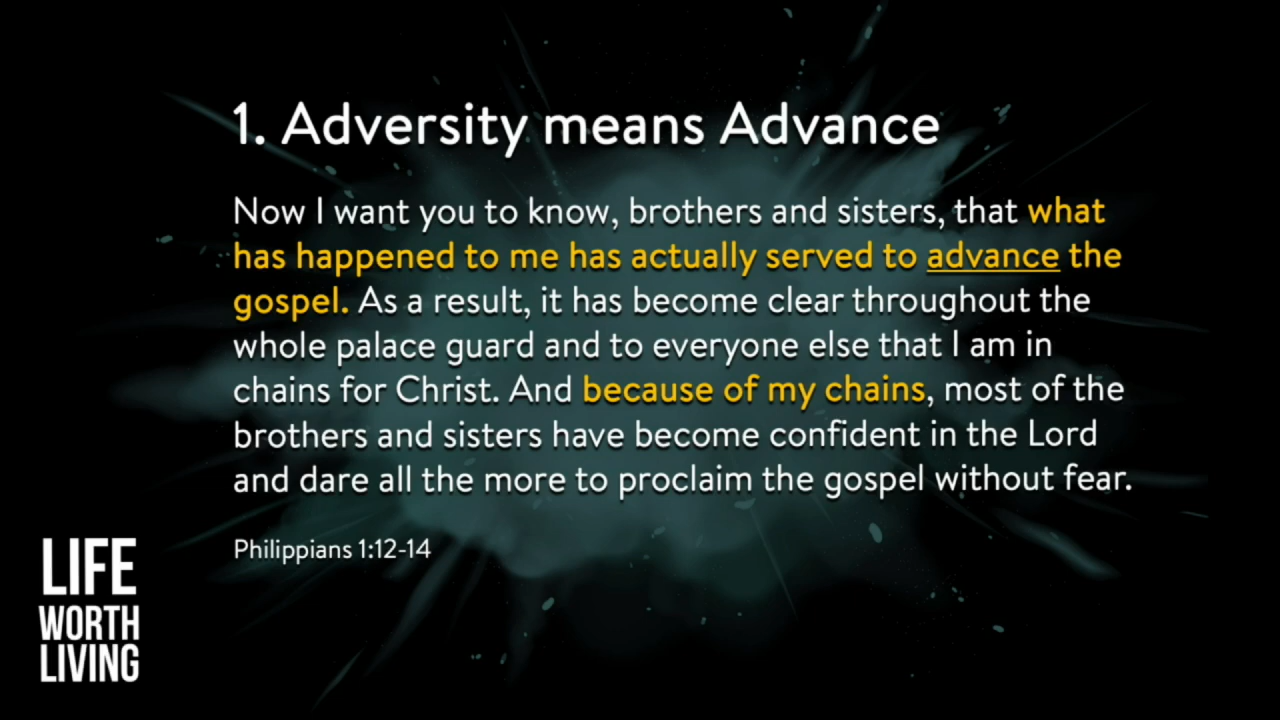 1. Adversity means Advance
Now I want you to know, brothers and sisters, that what
has happened to me has actually served to advance the
gospel. As a result, it has become clear throughout the
whole palace guard and to everyone else that I am in
chains for Christ. And because of my chains, most of the
brothers and sisters have become confident in the Lord
and dare all the more to proclaim the gospel without fear.
Philippians 1:12-14
LIFE
WORTH
LIVING